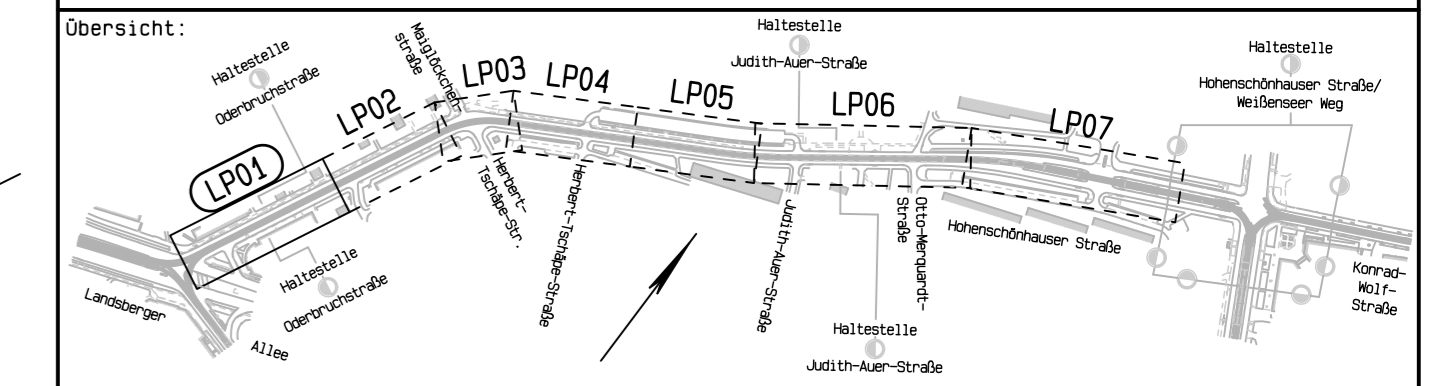 Übersicht:
Haltestelle
Oderbruchstraße
Maiglöckchen-
straße
LP01
LP02
LP03
LP04
LP05
LP06
LP07
Haltestelle
Judith-Auer-Straße
Haltestelle
Hohenschönhauser Straße/
Weißenseer Weg
Herbert-
Tschäpe-Str.
Herbert-Tschäpe-Straße
Judith-Auer-Straße
Otto-Merquardt-
Straße
Hohenschönhauser Straße
Haltestelle
Oderbruchstraße
Landsberger
Allee
Haltestelle
Judith-Auer-Straße
Konrad-
Wolf-
Straße